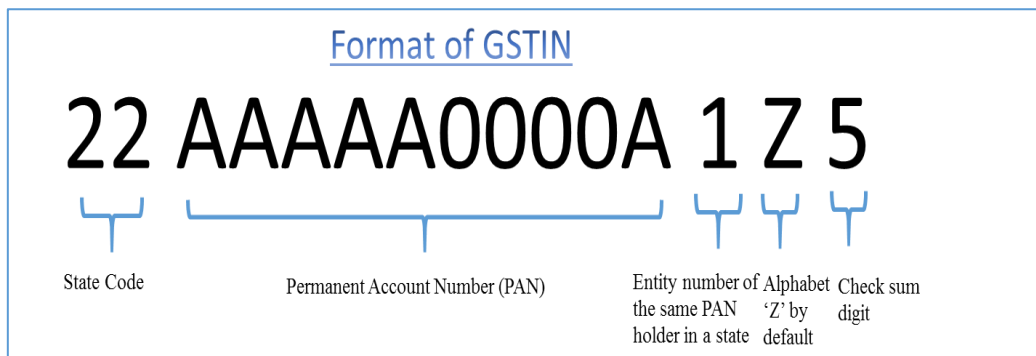 Format of GSTIN
22 AAAAA0000A 1 Z 5
State Code
Permanent Account Number (PAN)
Entity number of
the same PAN
holder in a state
Alphabet
‘Z’ by
default
Check sum
digit